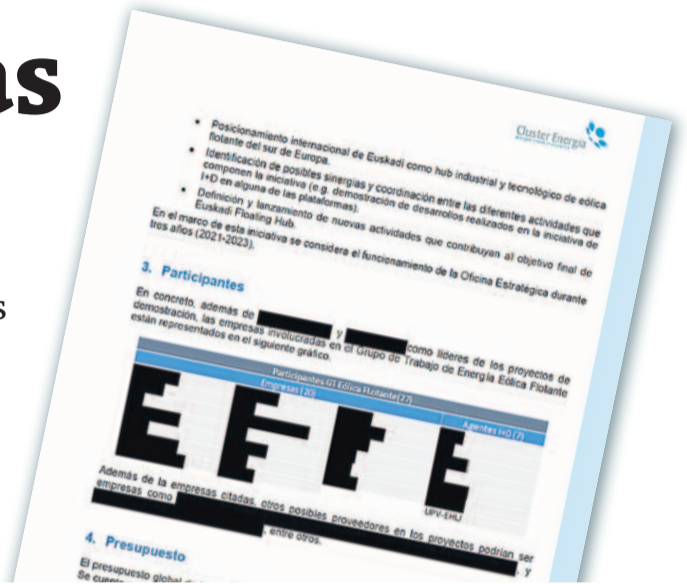 as
s
Cluster Energía
• Posicionamiento internacional de Euskadi como hub industrial y tecnológico de eólica
flotante del sur de Europa.
• Identificación de posibles sinergias y coordinación entre las diferentes actividades que
componen la iniciativa (e.g. demostración de desarrollos realizados en la iniciativa de
I+D en alguna de las plataformas).
• Definición y lanzamiento de nuevas actividades que contribuyan al objetivo final de
Euskadi Floating Hub.
En el marco de esta iniciativa se considera el funcionamiento de la Oficina Estratégica durante
tres años (2021-2023).
3. Participantes
En concreto, además de y como líderes de los proyectos de
demostración, las empresas involucradas en el Grupo de Trabajo de Energía Eólica Flotante
están representados en el siguiente gráfico.
Participantes GT Eólica Flotante(27)
Empresas (20) Agentes I+D (7)
UPV-EHU
Además de la empresas citadas, otros posibles proveedores en los proyectos podrían ser
empresas como , y
, entre otros.
4. Presupuesto
El presupuesto global de
Se cuenta